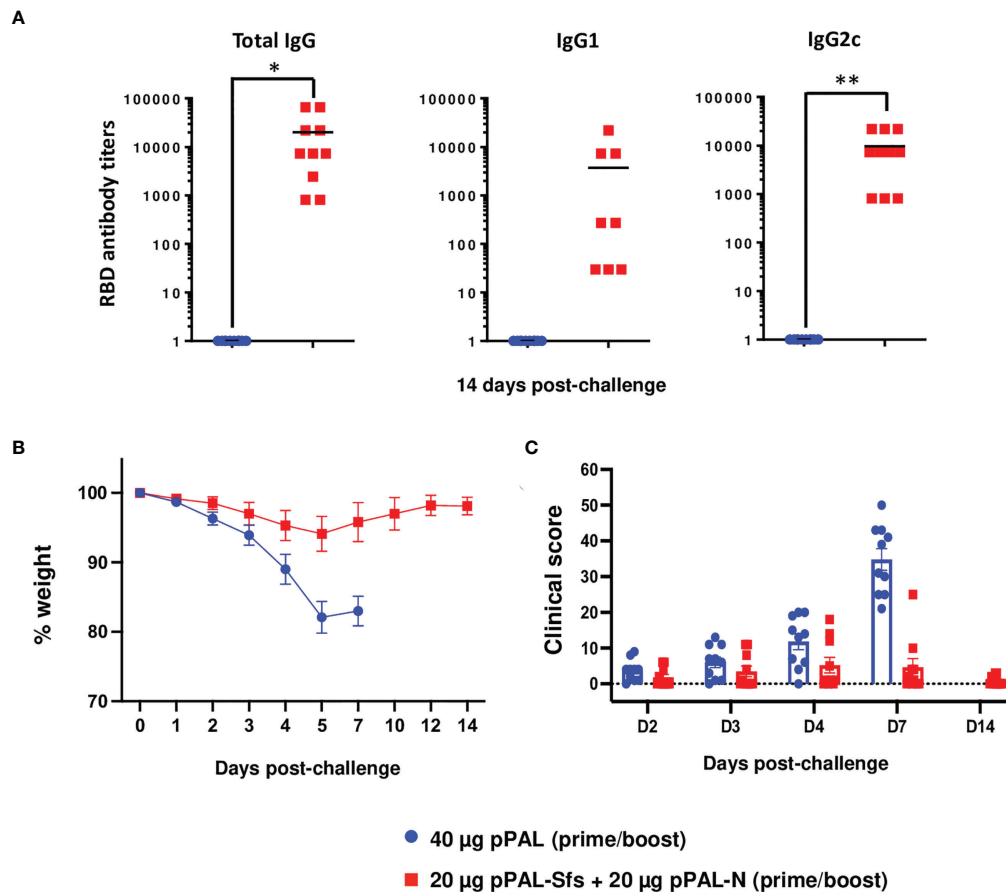 A
Total IgG
IgG1
IgG2c
*
**
RBD antibody titers
100000
10000
1000
100
10
1
100000
10000
1000
100
10
1
100000
10000
1000
100
10
1
14 days post-challenge
B
% weight
100
90
80
70
0 1 2 3 4 5 7 10 12 14
Days post-challenge
C
Clinical score
60
50
40
30
20
10
0
D2 D3 D4 D7 D14
Days post-challenge
40 µg pPAL (prime/boost)
20 µg pPAL-Sfs + 20 µg pPAL-N (prime/boost)